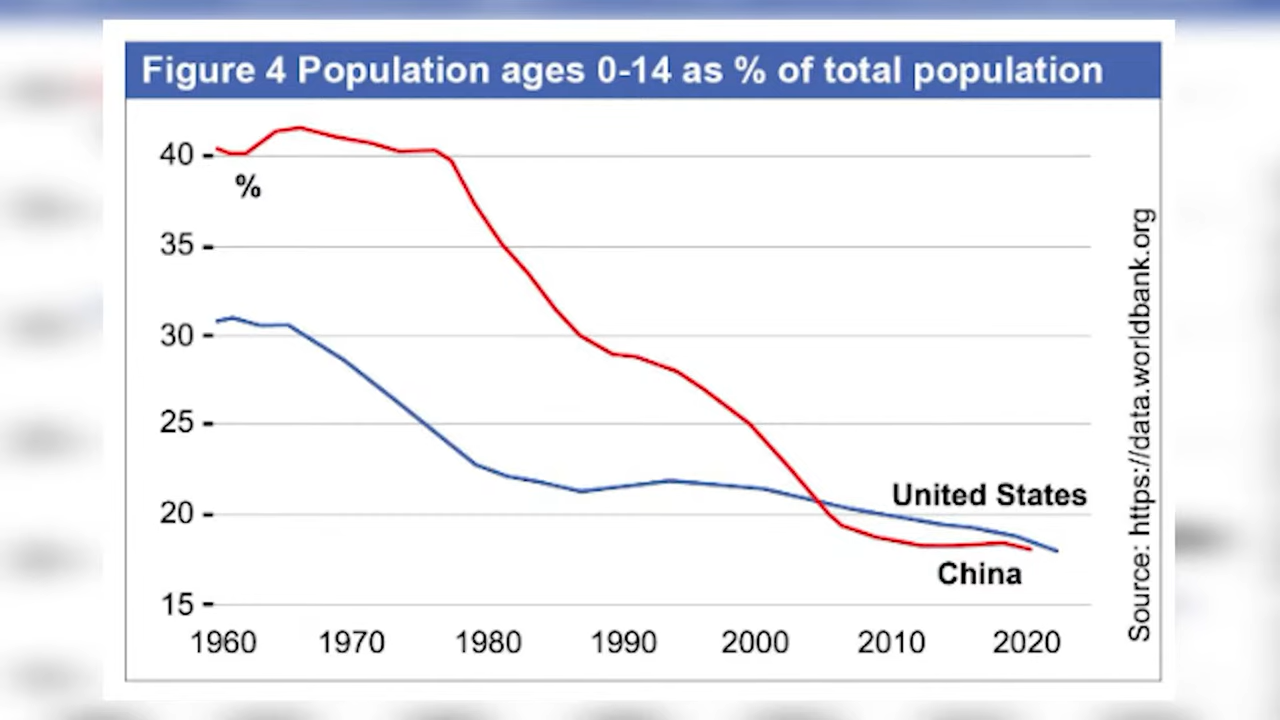 Figure 4 Population ages 0-14 as % of total population
40
%
35
30
25
20
15
United States
China
1960 1970 1980 1990 2000 2010 2020
Source: https://data.worldbank.org